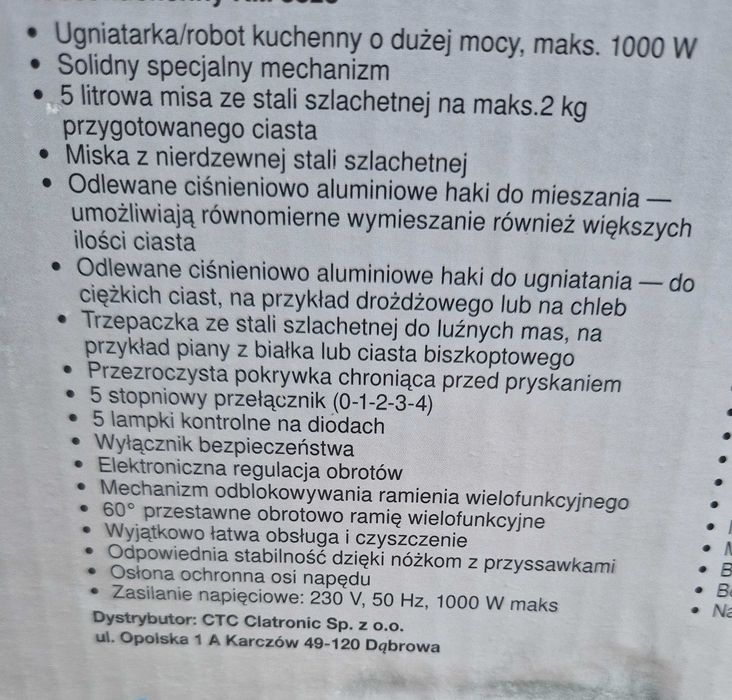 • Ugniatarka/robot kuchenny o dużej mocy, maks. 1000 W
• Solidny specjalny mechanizm
• 5 litrowa misa ze stali szlachetnej na maks.2 kg
przygotowanego ciasta
• Miska z nierdzewnej stali szlachetnej
• Odlewane ciśnieniowo aluminiowe haki do mieszania —
umożliwiają równomierne wymieszanie również większych
ilości ciasta
• Odlewane ciśnieniowo aluminiowe haki do ugniatania — do
ciężkich ciast, na przykład drożdżowego lub na chleb
• Trzepaczka ze stali szlachetnej do luźnych mas, na
przykład piany z białka lub ciasta biszkoptowego
• Przezroczysta pokrywka chroniąca przed pryskaniem
• 5 stopniowy przełącznik (0-1-2-3-4)
• 5 lampki kontrolne na diodach
• Wyłącznik bezpieczeństwa
• Elektroniczna regulacja obrotów
• Mechanizm odblokowywania ramienia wielofunkcyjnego
• 60° przestawne obrotowo ramię wielofunkcyjne
• Wyjątkowo łatwa obsługa i czyszczenie
• Odpowiednia stabilność dzięki nóżkom z przyssawkami
• Osłona ochronna osi napędu
• Zasilanie napięciowe: 230 V, 50 Hz, 1000 W maks
Dystrybutor: CTC Clatronic Sp. z o.o.
ul. Opolska 1 A Karczów 49-120 Dąbrowa